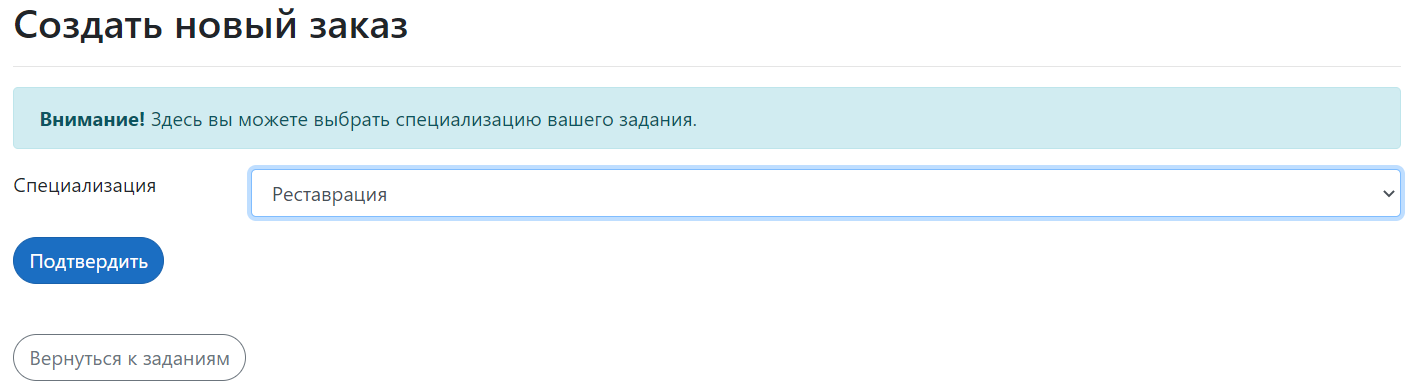 Создать новый заказ
Внимание! Здесь вы можете выбрать специализацию вашего задания.
Специализация
Реставрация
Подтвердить
Вернуться к заданиям